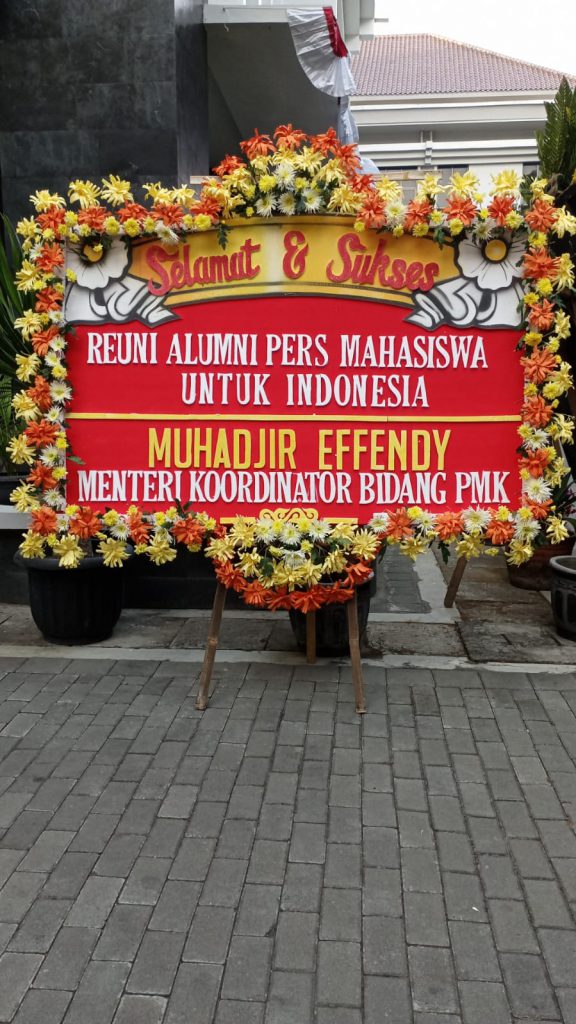 Selamat & Sukses
REUNI ALUMNI PERS MAHASISWA
UNTUK INDONESIA
MUHADJIR EFFENDY
MENTERI KOORDINATOR BIDANG PMK